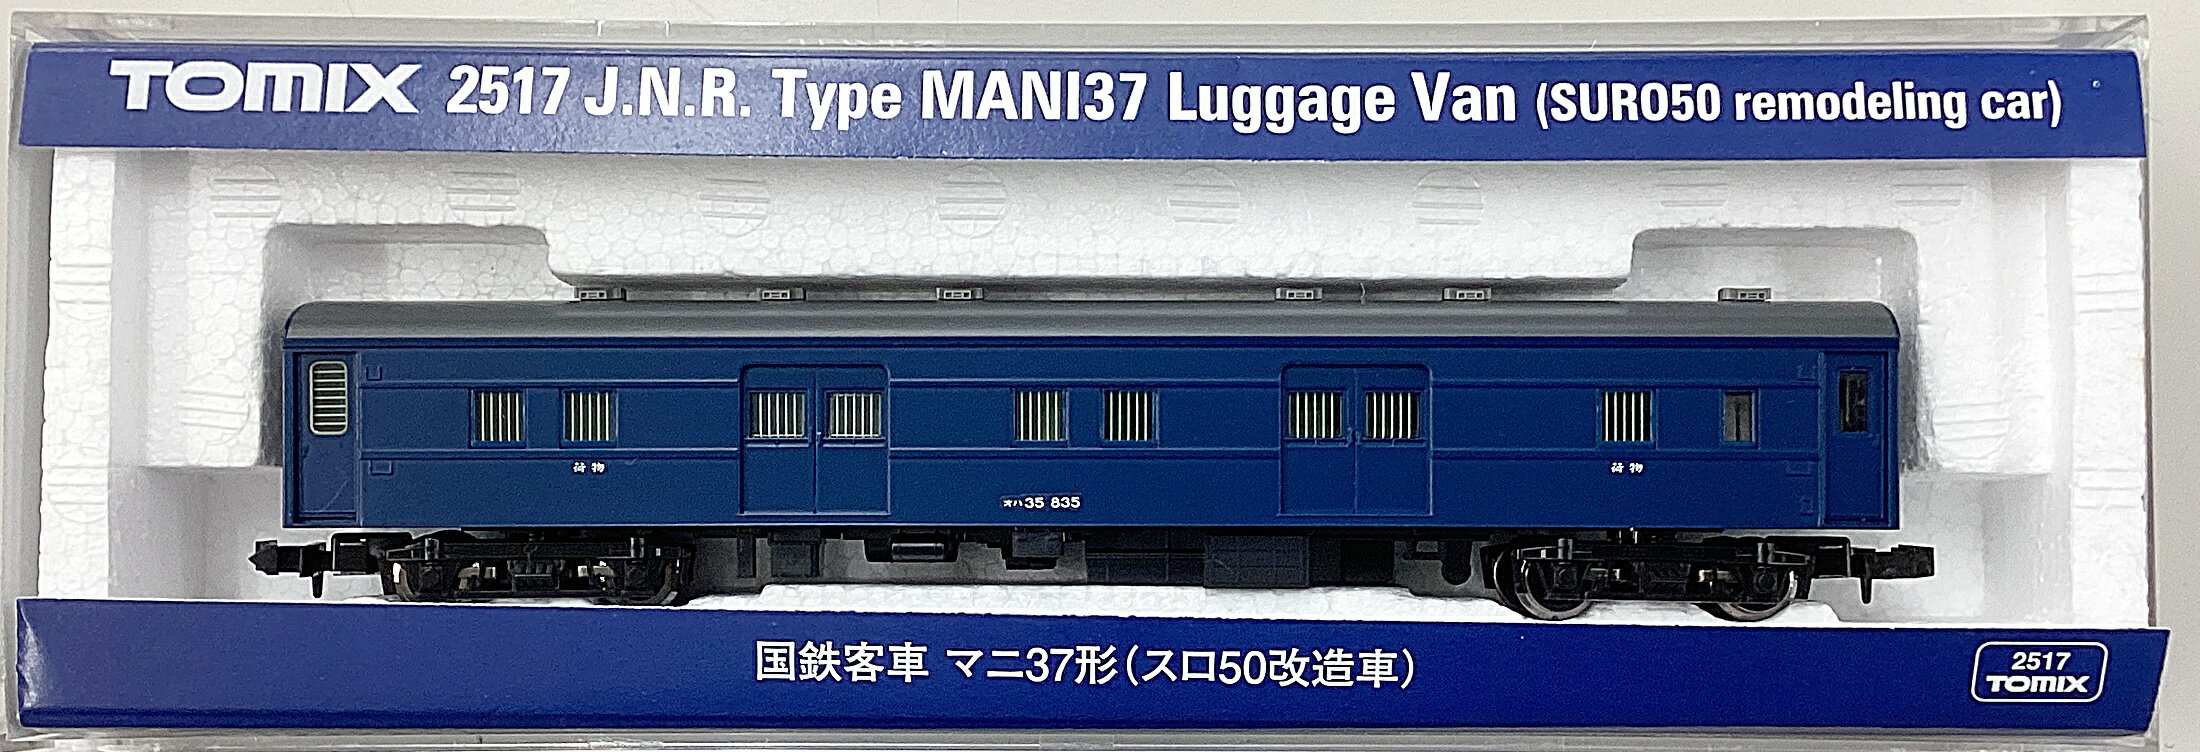 TOMIX 2517 J.N.R. Type MANI37 Luggage Van (SURO50 remodeling car)
荷物 荷物
オハ35 835
国鉄客車 マニ37形(スロ50改造車)
2517
TOMIX